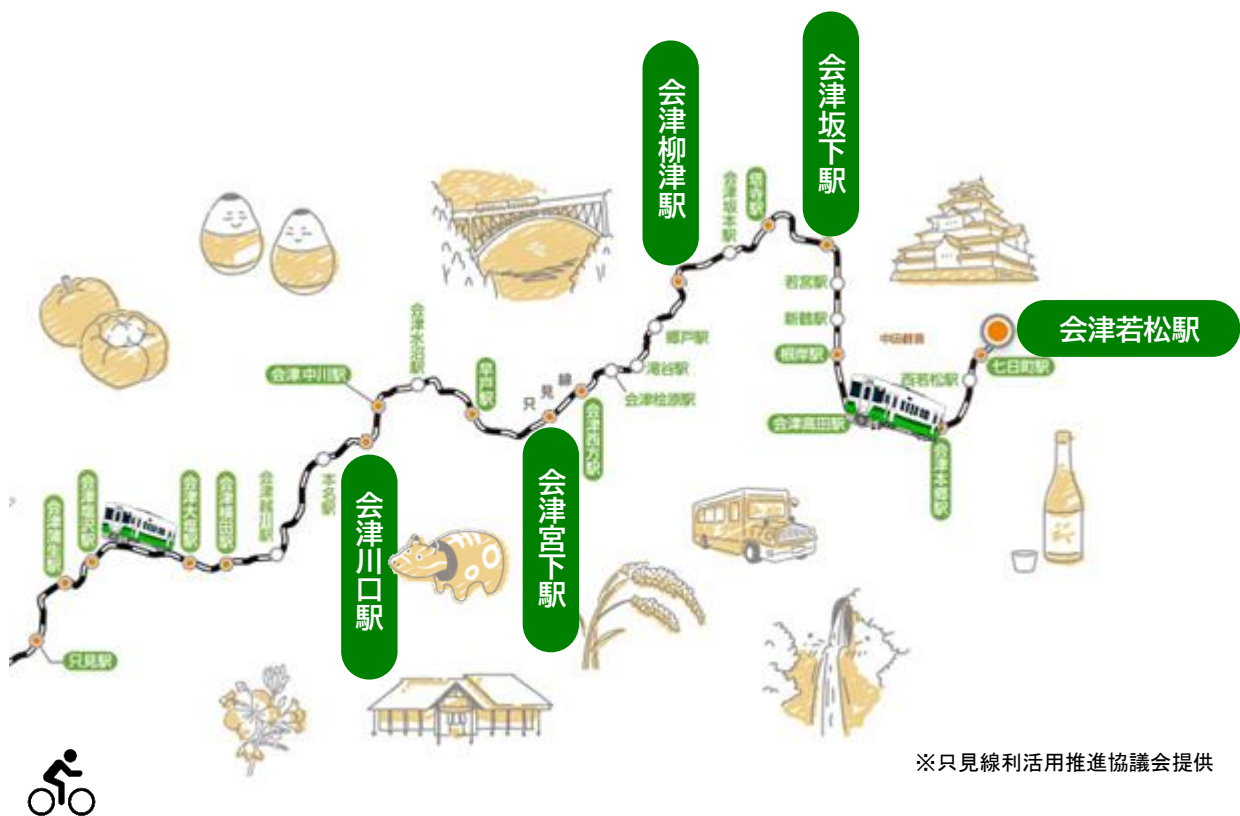 会津坂下駅
会津柳津駅
会津坂本駅
塔寺駅
若宮駅
新鶴駅
根岸駅
中田観音
会津若松駅
七日町駅
西若松駅
会津高田駅
会津本郷駅
郷戸駅
滝谷駅
会津桧原駅
会津西方駅
只見線
会津宮下駅
早戸駅
会津水沼駅
会津中川駅
会津川口駅
本名駅
会津越川駅
会津横田駅
会津大塩駅
会津塩沢駅
会津蒲生駅
只見駅
※只見線利活用推進協議会提供